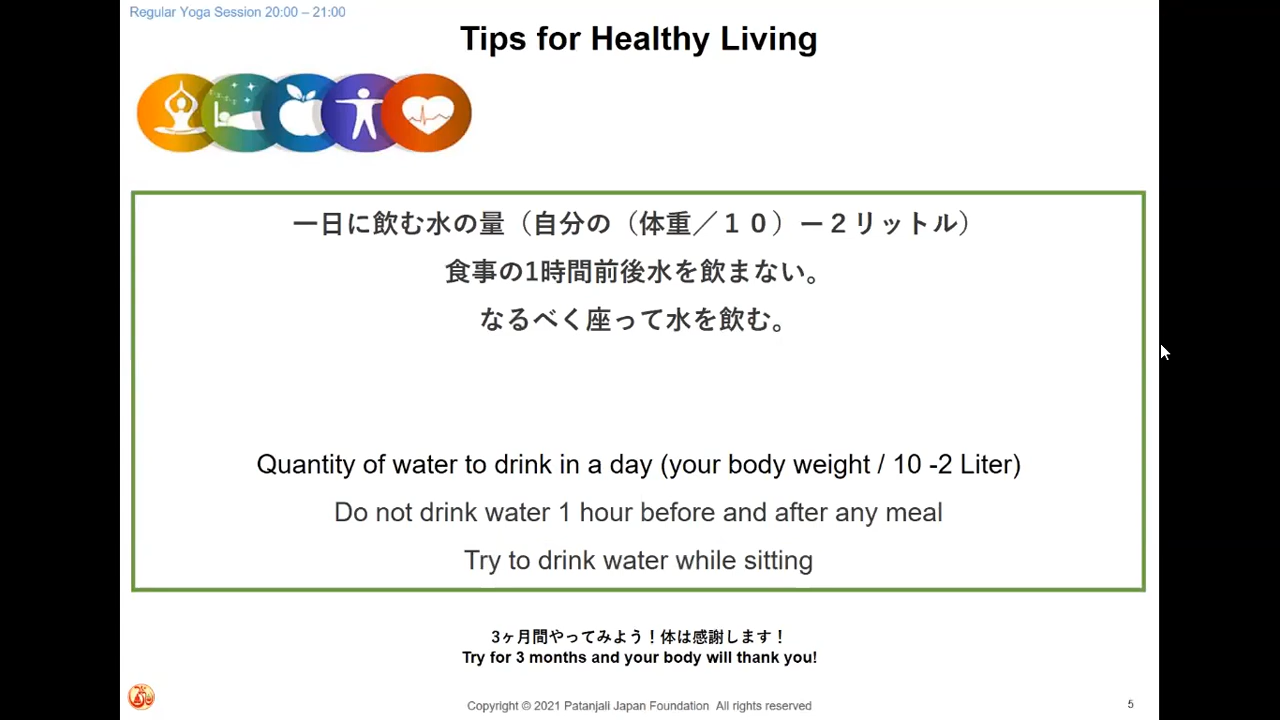 Regular Yoga Session 20:00 – 21:00
Tips for Healthy Living
一日に飲む水の量（自分の（体重／１０）ー２リットル）
食事の1時間前後水を飲まない。
なるべく座って水を飲む。
Quantity of water to drink in a day (your body weight / 10 -2 Liter)
Do not drink water 1 hour before and after any meal
Try to drink water while sitting
3ヶ月間やってみよう！体は感謝します！
Try for 3 months and your body will thank you!
Copyright © 2021 Patanjali Japan Foundation  All rights reserved
5